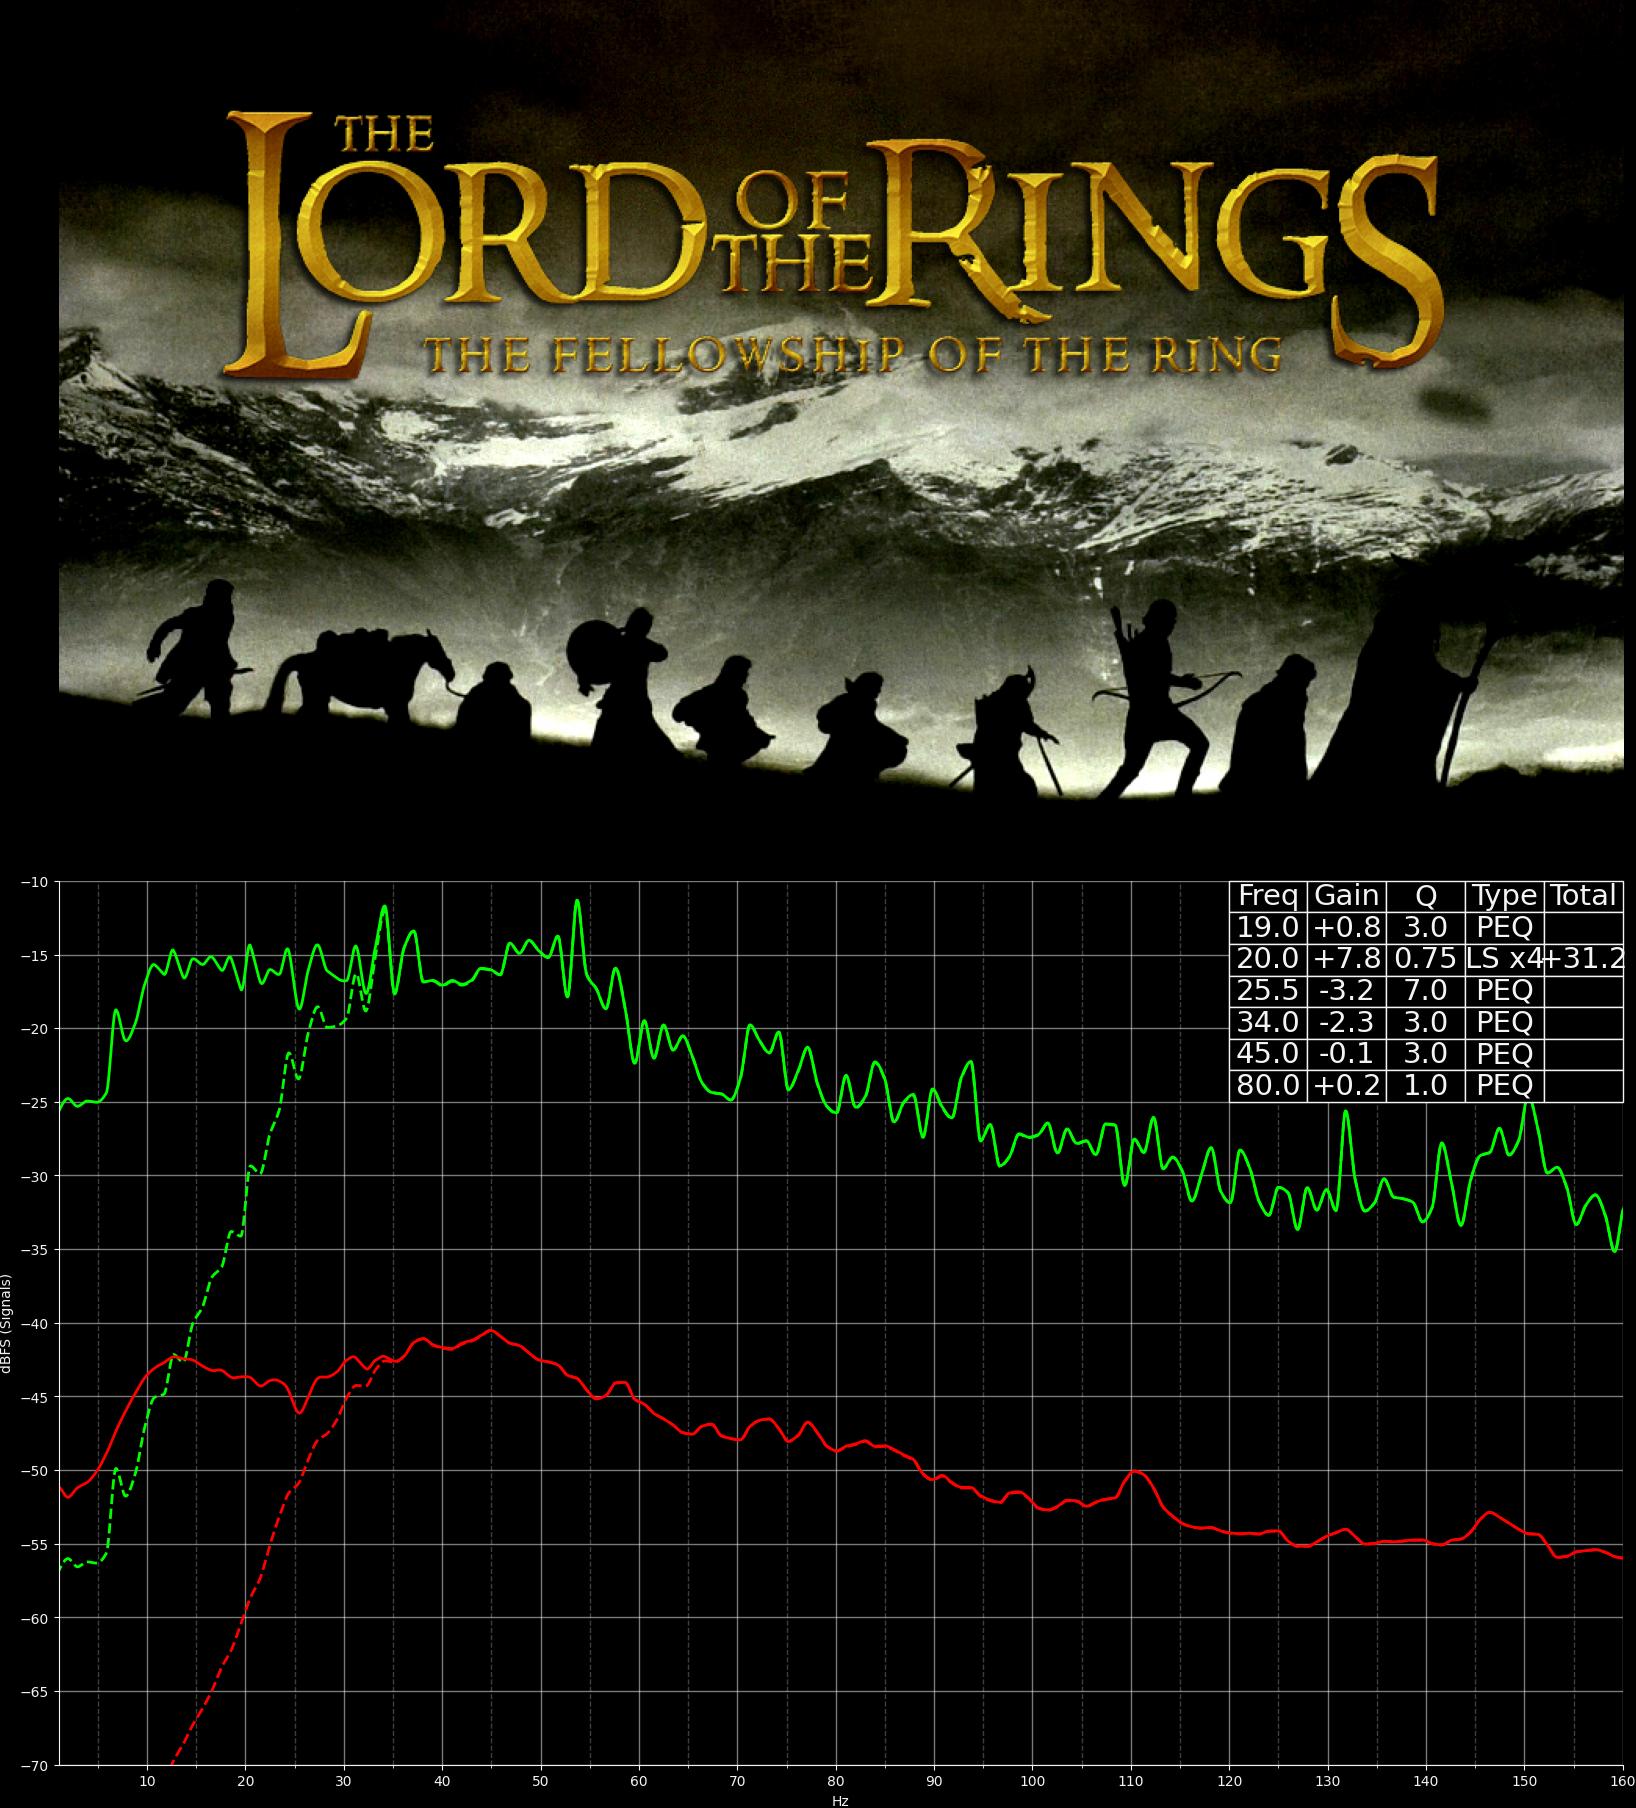 THE
LORD OF THE RINGS
THE FELLOWSHIP OF THE RING
Freq Gain Q Type Total
19.0 +0.8 3.0 PEQ
20.0 +7.8 0.75 LS x4 +31.2
25.5 -3.2 7.0 PEQ
34.0 -2.3 3.0 PEQ
45.0 -0.1 3.0 PEQ
80.0 +0.2 1.0 PEQ
−10
−15
−20
−25
−30
−35
−40
−45
−50
−55
−60
−65
−70
dBFS (Signals)
10 20 30 40 50 60 70 80 90 100 110 120 130 140 150 160
Hz